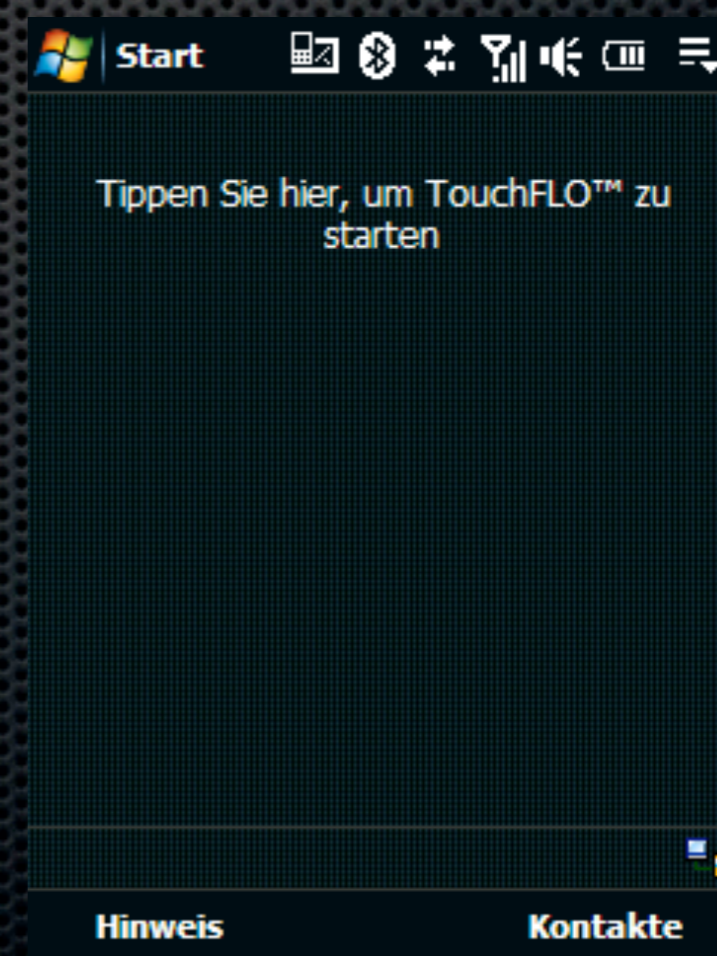 Start
Tippen Sie hier, um TouchFLO™ zu
starten
Hinweis
Kontakte